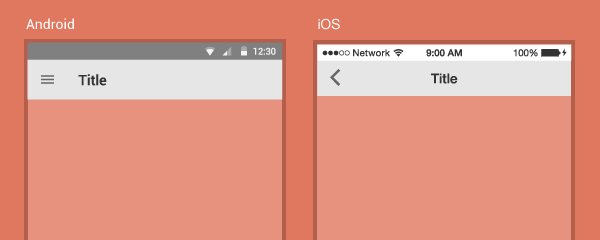 Android
12:30
Title
iOS
Network
9:00 AM
100%
Title